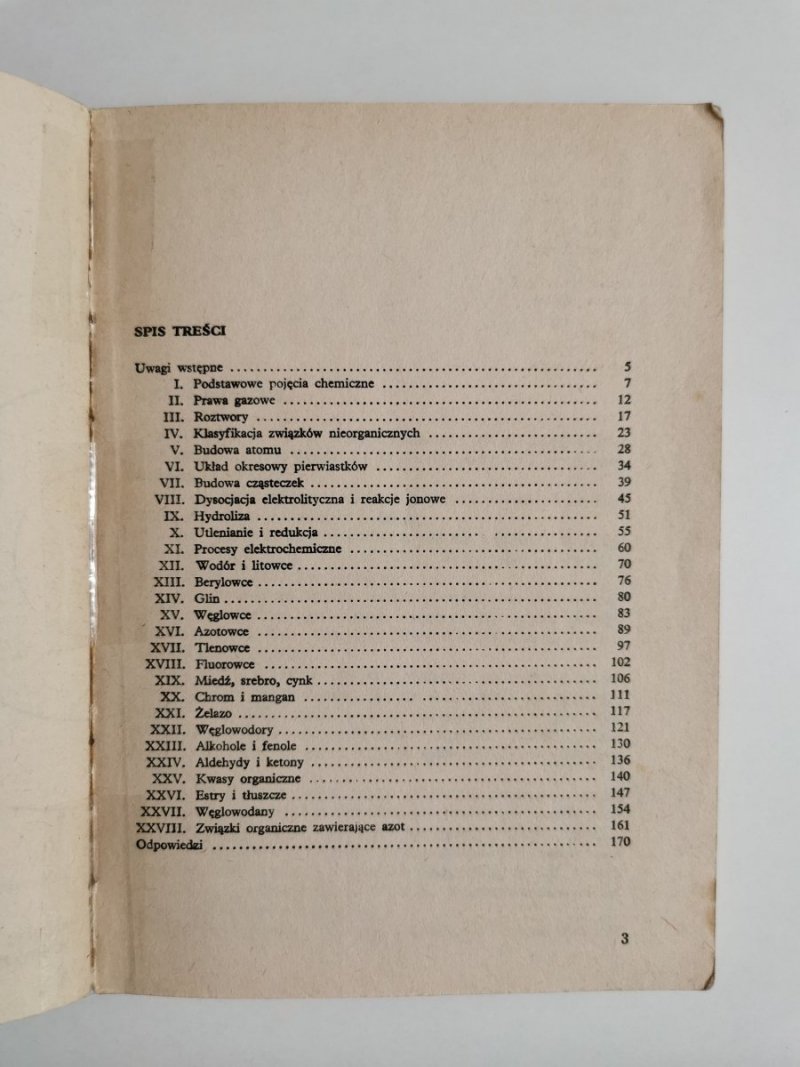 SPIS TREŚCI
Uwagi wstępne 5
I. Podstawowe pojęcia chemiczne 7
II. Prawa gazowe 12
III. Roztwory 17
IV. Klasyfikacja związków nieorganicznych 23
V. Budowa atomu 28
VI. Układ okresowy pierwiastków 34
VII. Budowa cząsteczek 39
VIII. Dysocjacja elektrolityczna i reakcje jonowe 45
IX. Hydroliza 51
X. Utlenianie i redukcja 55
XI. Procesy elektrochemiczne 60
XII. Wodór i litowce 70
XIII. Berylowce 76
XIV. Glin 80
XV. Węglowce 83
XVI. Azotowce 89
XVII. Tlenowce 97
XVIII. Fluorowce 102
XIX. Miedź, srebro, cynk 106
XX. Chrom i mangan 111
XXI. Żelazo 117
XXII. Węglowodory 121
XXIII. Alkohole i fenole 130
XXIV. Aldehydy i ketony 136
XXV. Kwasy organiczne 140
XXVI. Estry i tłuszcze 147
XXVII. Węglowodany 154
XXVIII. Związki organiczne zawierające azot 161
Odpowiedzi 170
3